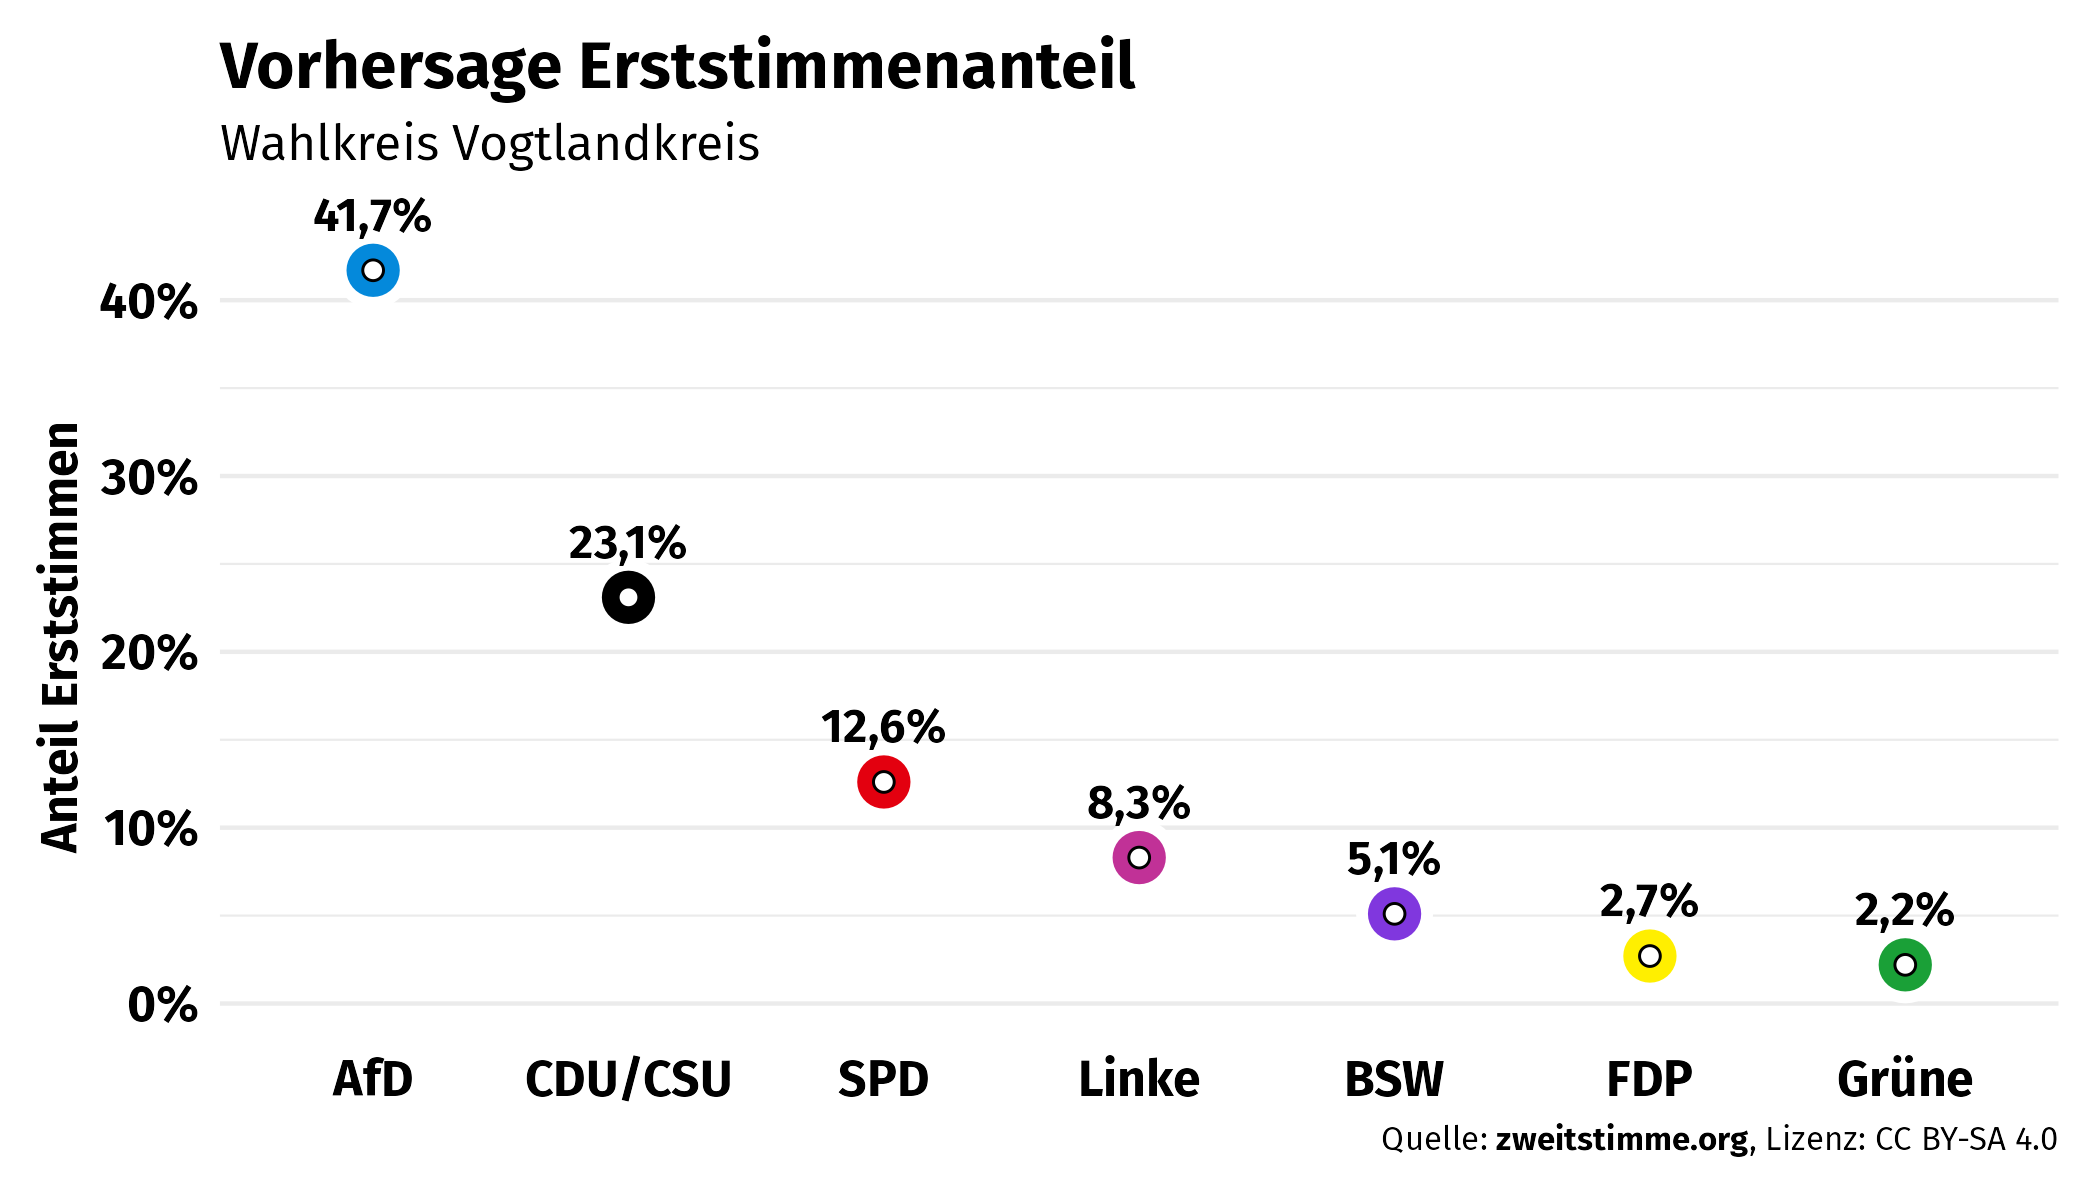 Vorhersage Erststimmenanteil
Wahlkreis Vogtlandkreis
Anteil Erststimmen
40%
30%
20%
10%
0%
41,7%
23,1%
12,6%
8,3%
5,1%
2,7%
2,2%
AfD CDU/CSU SPD Linke BSW FDP Grüne
Quelle: zweitstimme.org, Lizenz: CC BY-SA 4.0